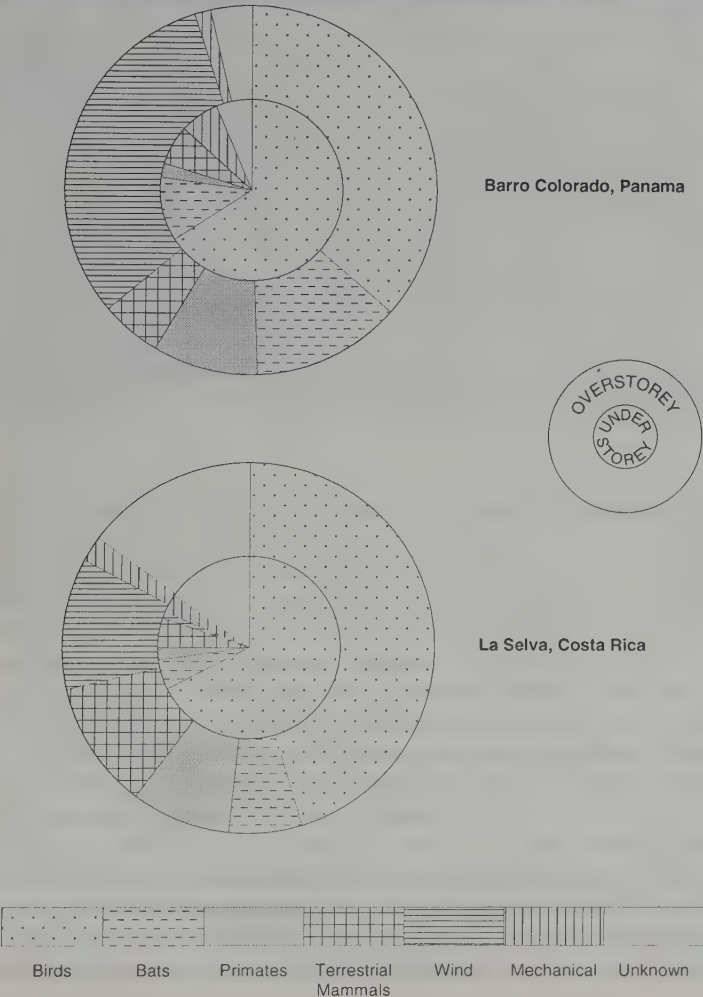 Barro Colorado, Panama
OVERSTOREY
UNDER
STOREY
La Selva, Costa Rica
Birds
Bats
Primates
Terrestrial
Mammals
Wind
Mechanical
Unknown